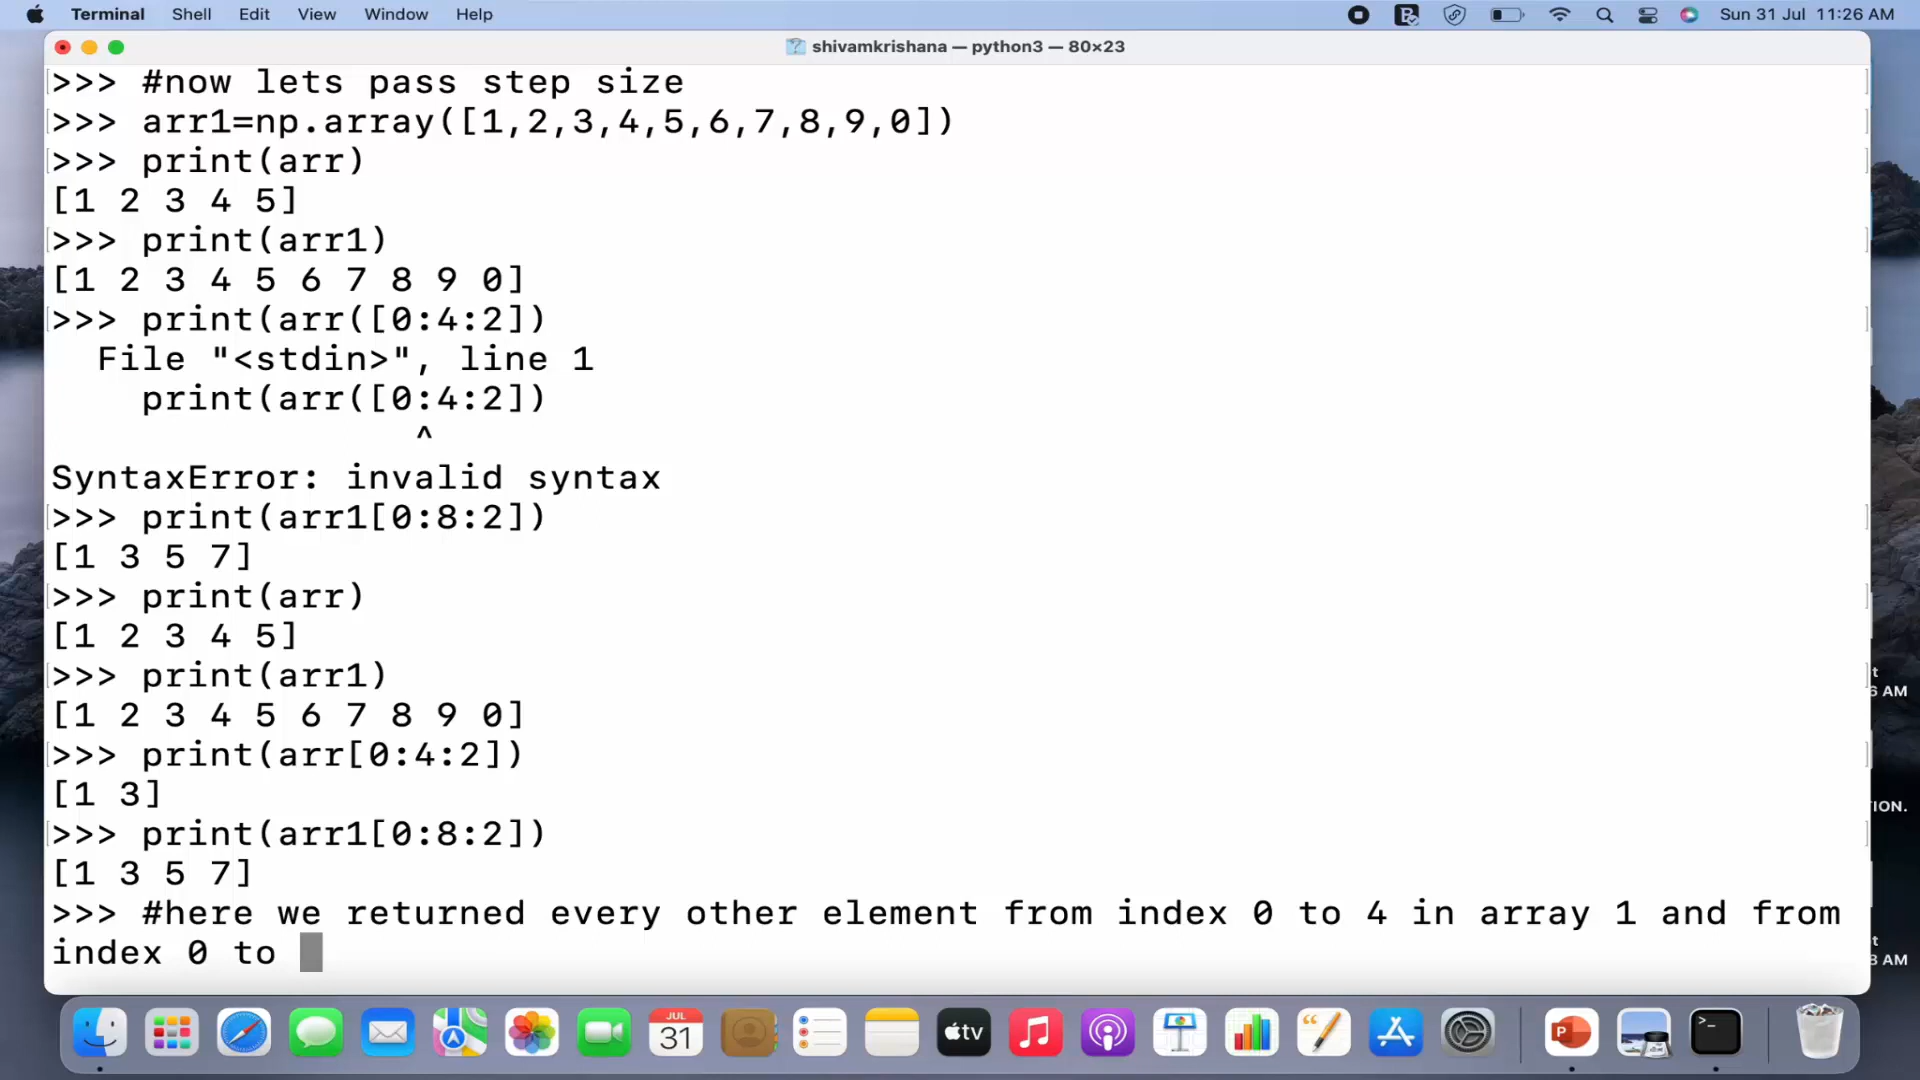 Terminal Shell Edit View Window Help Sun 31 Jul 11:26 AM
shivamkrishana — python3 — 80×23
>>> #now lets pass step size
>>> arr1=np.array([1,2,3,4,5,6,7,8,9,0])
>>> print(arr)
[1 2 3 4 5]
>>> print(arr1)
[1 2 3 4 5 6 7 8 9 0]
>>> print(arr([0:4:2])
File "<stdin>", line 1
print(arr([0:4:2])
^
SyntaxError: invalid syntax
>>> print(arr1[0:8:2])
[1 3 5 7]
>>> print(arr)
[1 2 3 4 5]
>>> print(arr1)
[1 2 3 4 5 6 7 8 9 0]
>>> print(arr[0:4:2])
[1 3]
>>> print(arr1[0:8:2])
[1 3 5 7]
>>> #here we returned every other element from index 0 to 4 in array 1 and from
index 0 to
t
6 AM
ION.
t
8 AM
JUL
31
tv
P
>_